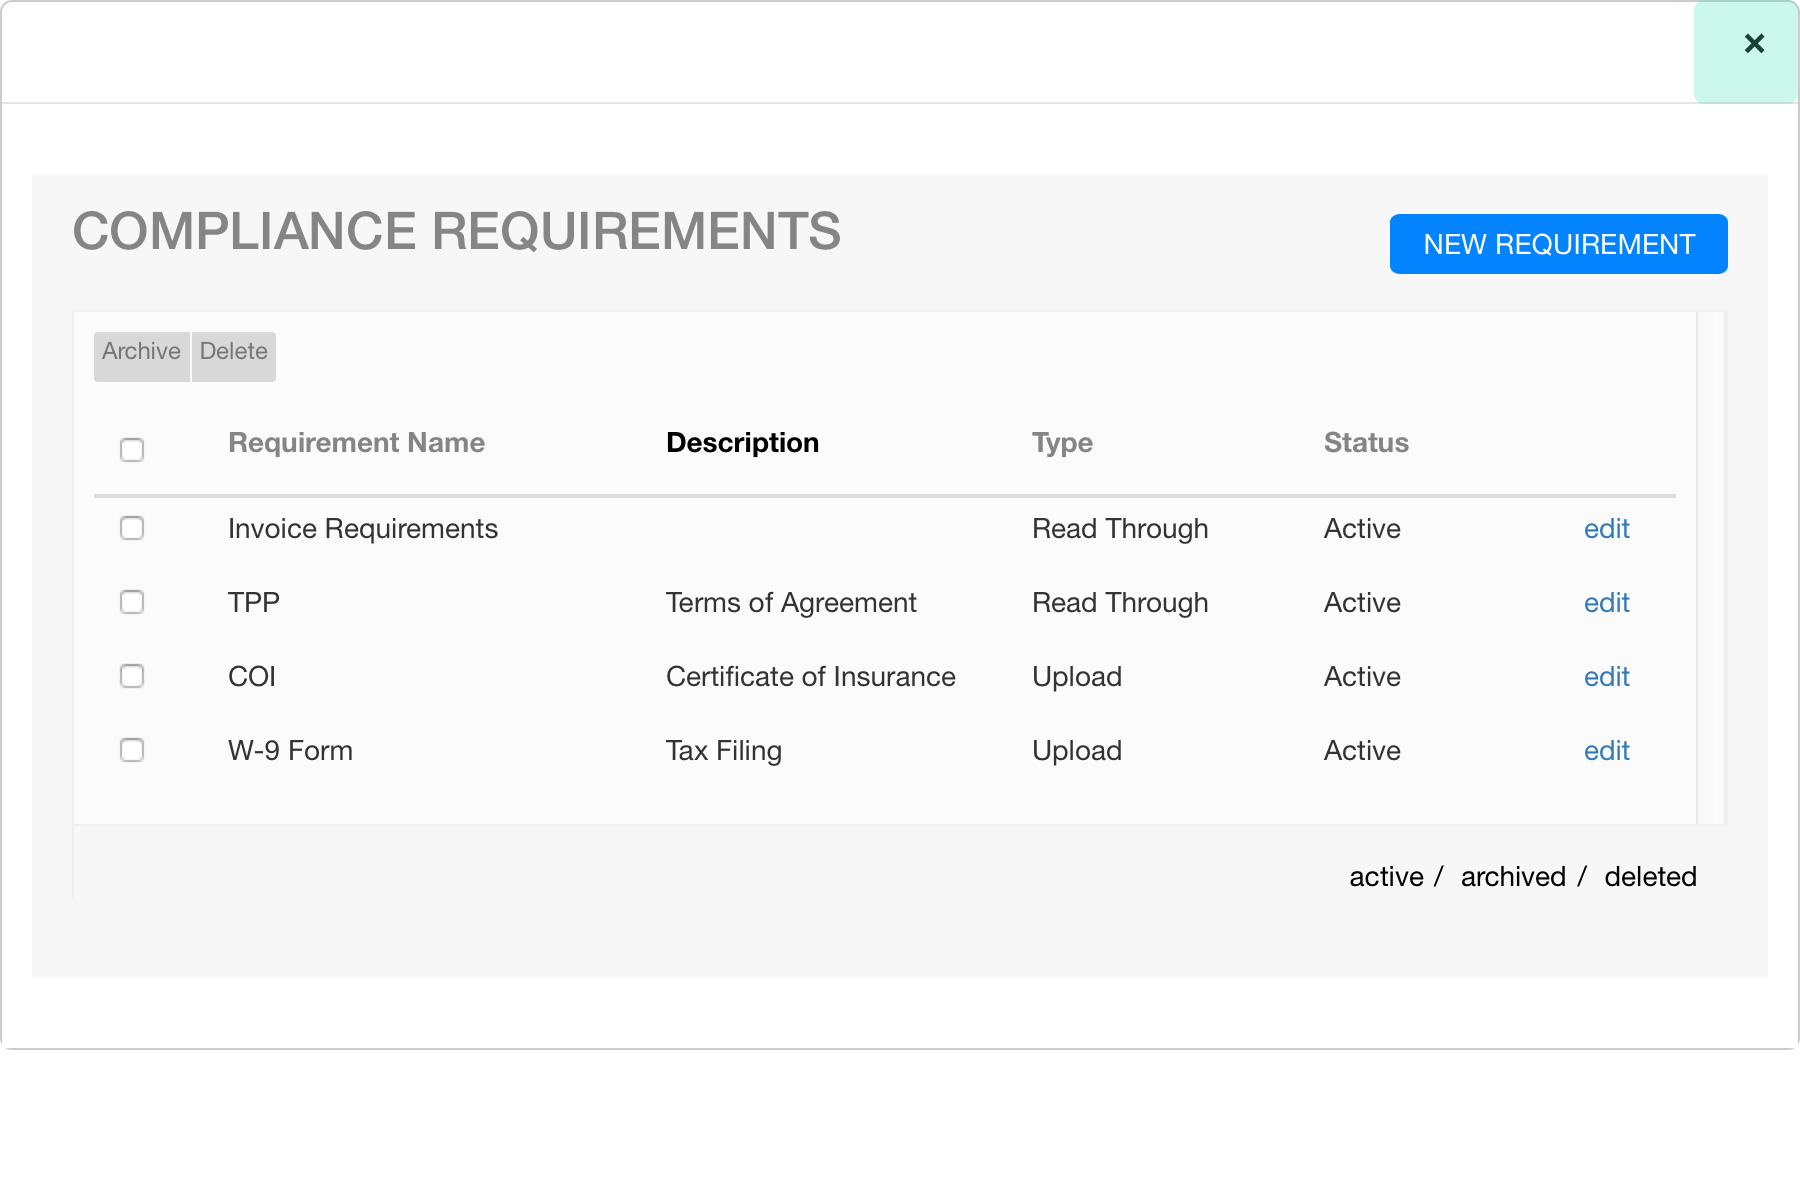 ×
COMPLIANCE REQUIREMENTS
NEW REQUIREMENT
Archive Delete
Requirement Name Description Type Status
Invoice Requirements Read Through Active edit
TPP Terms of Agreement Read Through Active edit
COI Certificate of Insurance Upload Active edit
W-9 Form Tax Filing Upload Active edit
active / archived / deleted